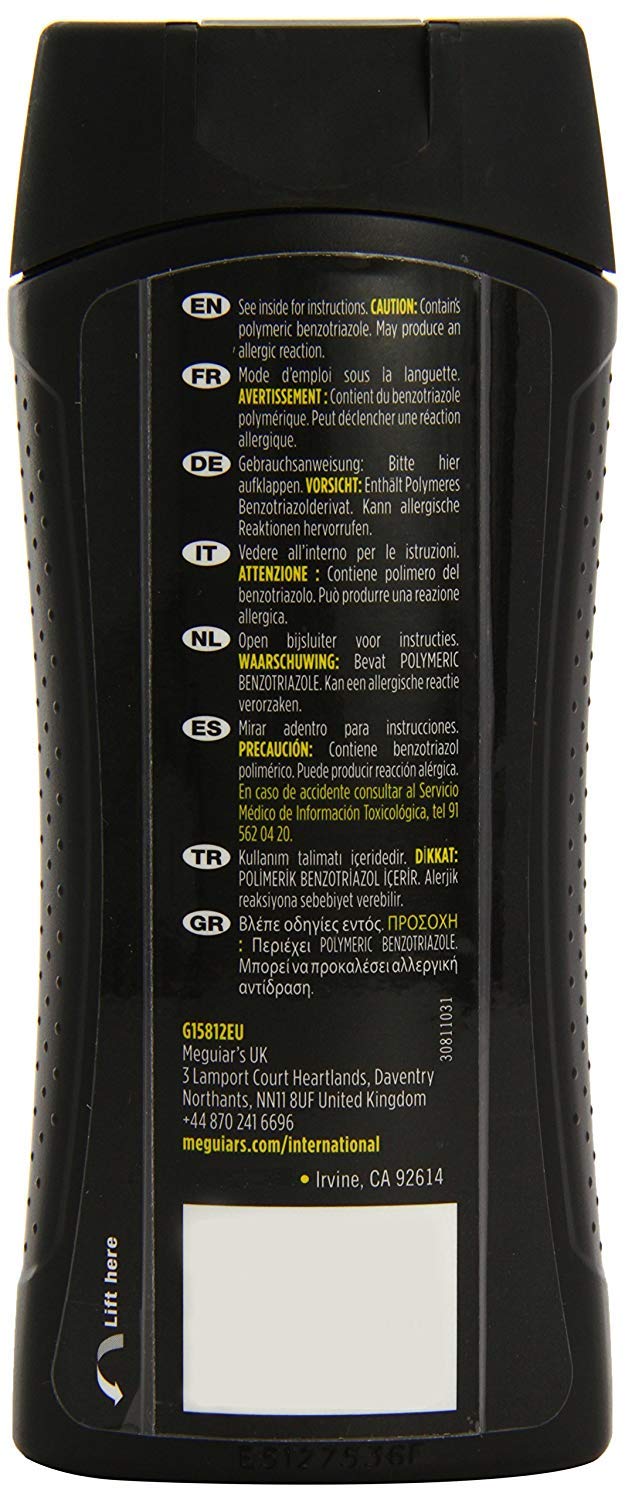 EN See inside for instructions. CAUTION: Contains
polymeric benzotriazole. May produce an
allergic reaction.
FR Mode d'emploi sous la languette.
AVERTISSEMENT : Contient du benzotriazole
polymérique. Peut déclencher une réaction
allergique.
DE Gebrauchsanweisung: Bitte hier
aufklappen. VORSICHT: Enthält Polymeres
Benzotriazolderivat. Kann allergische
Reaktionen hervorrufen.
IT Vedere all'interno per le istruzioni.
ATTENZIONE : Contiene polimero del
benzotriazolo. Può produrre una reazione
allergica.
NL Open bijsluiter voor instructies.
WAARSCHUWING: Bevat POLYMERIC
BENZOTRIAZOLE. Kan een allergische reactie
verorzaken.
ES Mirar adentro para instrucciones.
PRECAUCIÓN: Contiene benzotriazol
polimérico. Puede producir reacción alérgica.
En caso de accidente consultar al Servicio
Médico de Información Toxicológica, tel 91
562 04 20.
TR Kullanım talimatı içeridedir. DİKKAT:
POLİMERİK BENZOTRİAZOL İÇERİR. Alerjik
reaksiyona sebebiyet verebilir.
GR Βλέπε οδηγίες εντός. ΠΡΟΣΟΧΗ
: Περιέχει POLYMERIC BENZOTRIAZOLE.
Μπορεί να προκαλέσει αλλεργική
αντίδραση.
30811031
G15812EU
Meguiar's UK
3 Lamport Court Heartlands, Daventry
Northants, NN11 8UF United Kingdom
+44 870 241 6696
meguiars.com/international
• Irvine, CA 92614
Lift here